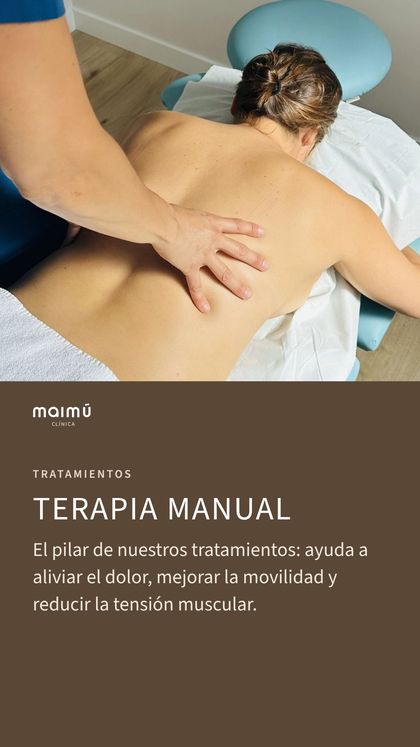 maimū
CLÍNICA
TRATAMIENTOS
TERAPIA MANUAL
El pilar de nuestros tratamientos: ayuda a
aliviar el dolor, mejorar la movilidad y
reducir la tensión muscular.